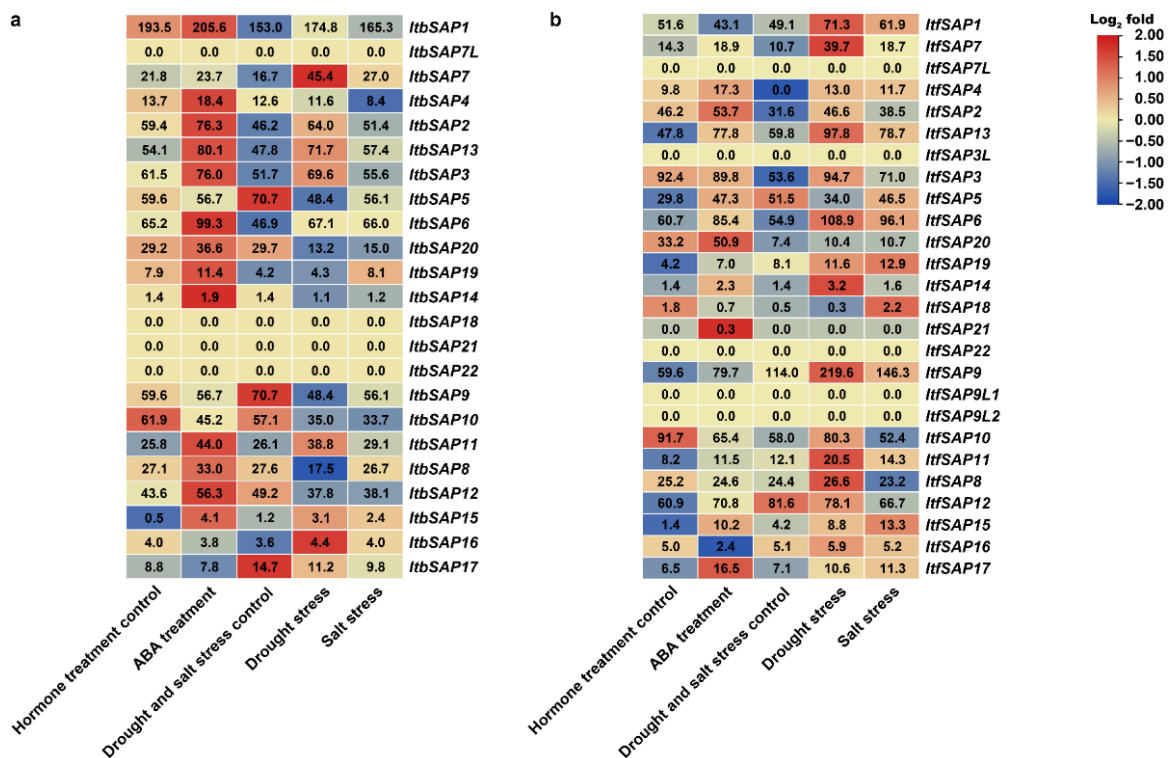 a
193.5 205.6 153.0 174.8 165.3 ItbSAP1
0.0 0.0 0.0 0.0 0.0 ItbSAP7L
21.8 23.7 16.7 45.4 27.0 ItbSAP7
13.7 18.4 12.6 11.6 8.4 ItbSAP4
59.4 76.3 46.2 64.0 51.4 ItbSAP2
54.1 80.1 47.8 71.7 57.4 ItbSAP13
61.5 76.0 51.7 69.6 55.6 ItbSAP3
59.6 56.7 70.7 48.4 56.1 ItbSAP5
65.2 99.3 46.9 67.1 66.0 ItbSAP6
29.2 36.6 29.7 13.2 15.0 ItbSAP20
7.9 11.4 4.2 4.3 8.1 ItbSAP19
1.4 1.9 1.4 1.1 1.2 ItbSAP14
0.0 0.0 0.0 0.0 0.0 ItbSAP18
0.0 0.0 0.0 0.0 0.0 ItbSAP21
0.0 0.0 0.0 0.0 0.0 ItbSAP22
59.6 56.7 70.7 48.4 56.1 ItbSAP9
61.9 45.2 57.1 35.0 33.7 ItbSAP10
25.8 44.0 26.1 38.8 29.1 ItbSAP11
27.1 33.0 27.6 17.5 26.7 ItbSAP8
43.6 56.3 49.2 37.8 38.1 ItbSAP12
0.5 4.1 1.2 3.1 2.4 ItbSAP15
4.0 3.8 3.6 4.4 4.0 ItbSAP16
8.8 7.8 14.7 11.2 9.8 ItbSAP17
Hormone treatment control
ABA treatment
Drought and salt stress control
Drought stress
Salt stress
b
51.6 43.1 49.1 71.3 61.9 ItfSAP1
14.3 18.9 10.7 39.7 18.7 ItfSAP7
0.0 0.0 0.0 0.0 0.0 ItfSAP7L
9.8 17.3 0.0 13.0 11.7 ItfSAP4
46.2 53.7 31.6 46.6 38.5 ItfSAP2
47.8 77.8 59.8 97.8 78.7 ItfSAP13
0.0 0.0 0.0 0.0 0.0 ItfSAP3L
92.4 89.8 53.6 94.7 71.0 ItfSAP3
29.8 47.3 51.5 34.0 46.5 ItfSAP5
60.7 85.4 54.9 108.9 96.1 ItfSAP6
33.2 50.9 7.4 10.4 10.7 ItfSAP20
4.2 7.0 8.1 11.6 12.9 ItfSAP19
1.4 2.3 1.4 3.2 1.6 ItfSAP14
1.8 0.7 0.5 0.3 2.2 ItfSAP18
0.0 0.3 0.0 0.0 0.0 ItfSAP21
0.0 0.0 0.0 0.0 0.0 ItfSAP22
59.6 79.7 114.0 219.6 146.3 ItfSAP9
0.0 0.0 0.0 0.0 0.0 ItfSAP9L1
0.0 0.0 0.0 0.0 0.0 ItfSAP9L2
91.7 65.4 58.0 80.3 52.4 ItfSAP10
8.2 11.5 12.1 20.5 14.3 ItfSAP11
25.2 24.6 24.4 26.6 23.2 ItfSAP8
60.9 70.8 81.6 78.1 66.7 ItfSAP12
1.4 10.2 4.2 8.8 13.3 ItfSAP15
5.0 2.4 5.1 5.9 5.2 ItfSAP16
6.5 16.5 7.1 10.6 11.3 ItfSAP17
Hormone treatment control
ABA treatment
Drought and salt stress control
Drought stress
Salt stress
Log₂ fold
2.00
1.50
1.00
0.50
0.00
−0.50
−1.00
−1.50
−2.00